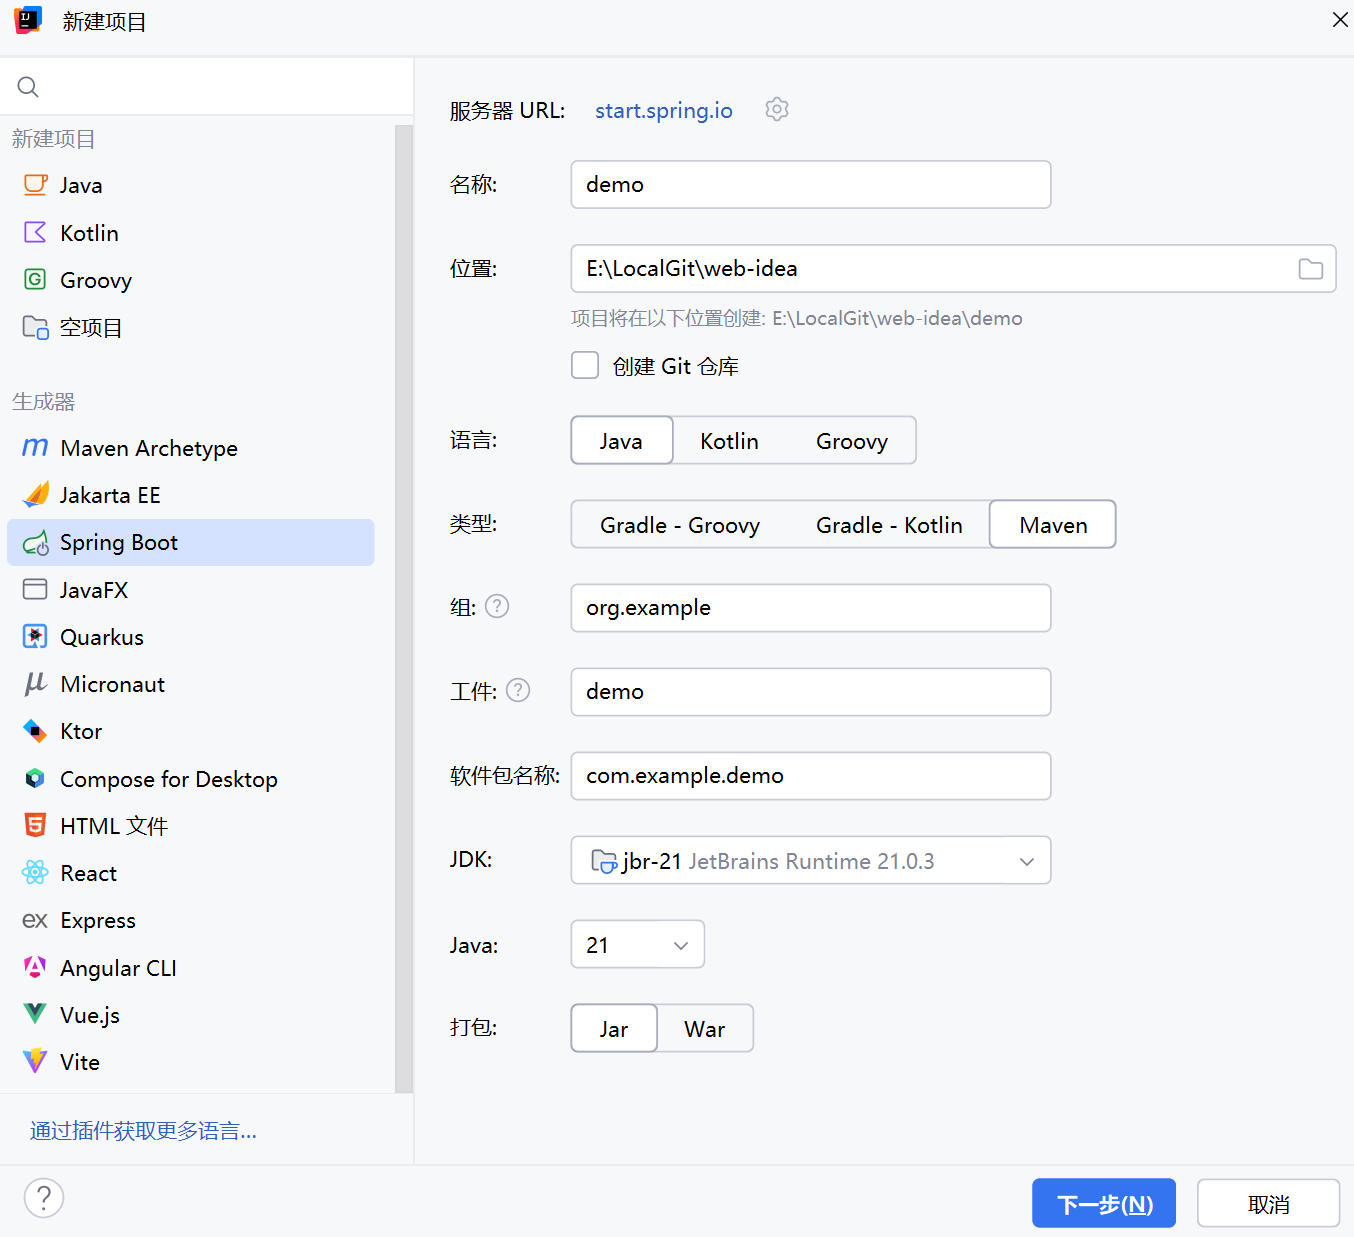 新建项目
新建项目
Java
Kotlin
Groovy
空项目
生成器
Maven Archetype
Jakarta EE
Spring Boot
JavaFX
Quarkus
Micronaut
Ktor
Compose for Desktop
HTML 文件
React
Express
Angular CLI
Vue.js
Vite
通过插件获取更多语言...
服务器 URL: start.spring.io
名称: demo
位置: E:\LocalGit\web-idea
项目将在以下位置创建: E:\LocalGit\web-idea\demo
创建 Git 仓库
语言: Java Kotlin Groovy
类型: Gradle - Groovy Gradle - Kotlin Maven
组: ? org.example
工件: ? demo
软件包名称: com.example.demo
JDK: jbr-21 JetBrains Runtime 21.0.3
Java: 21
打包: Jar War
? 下一步(N) 取消